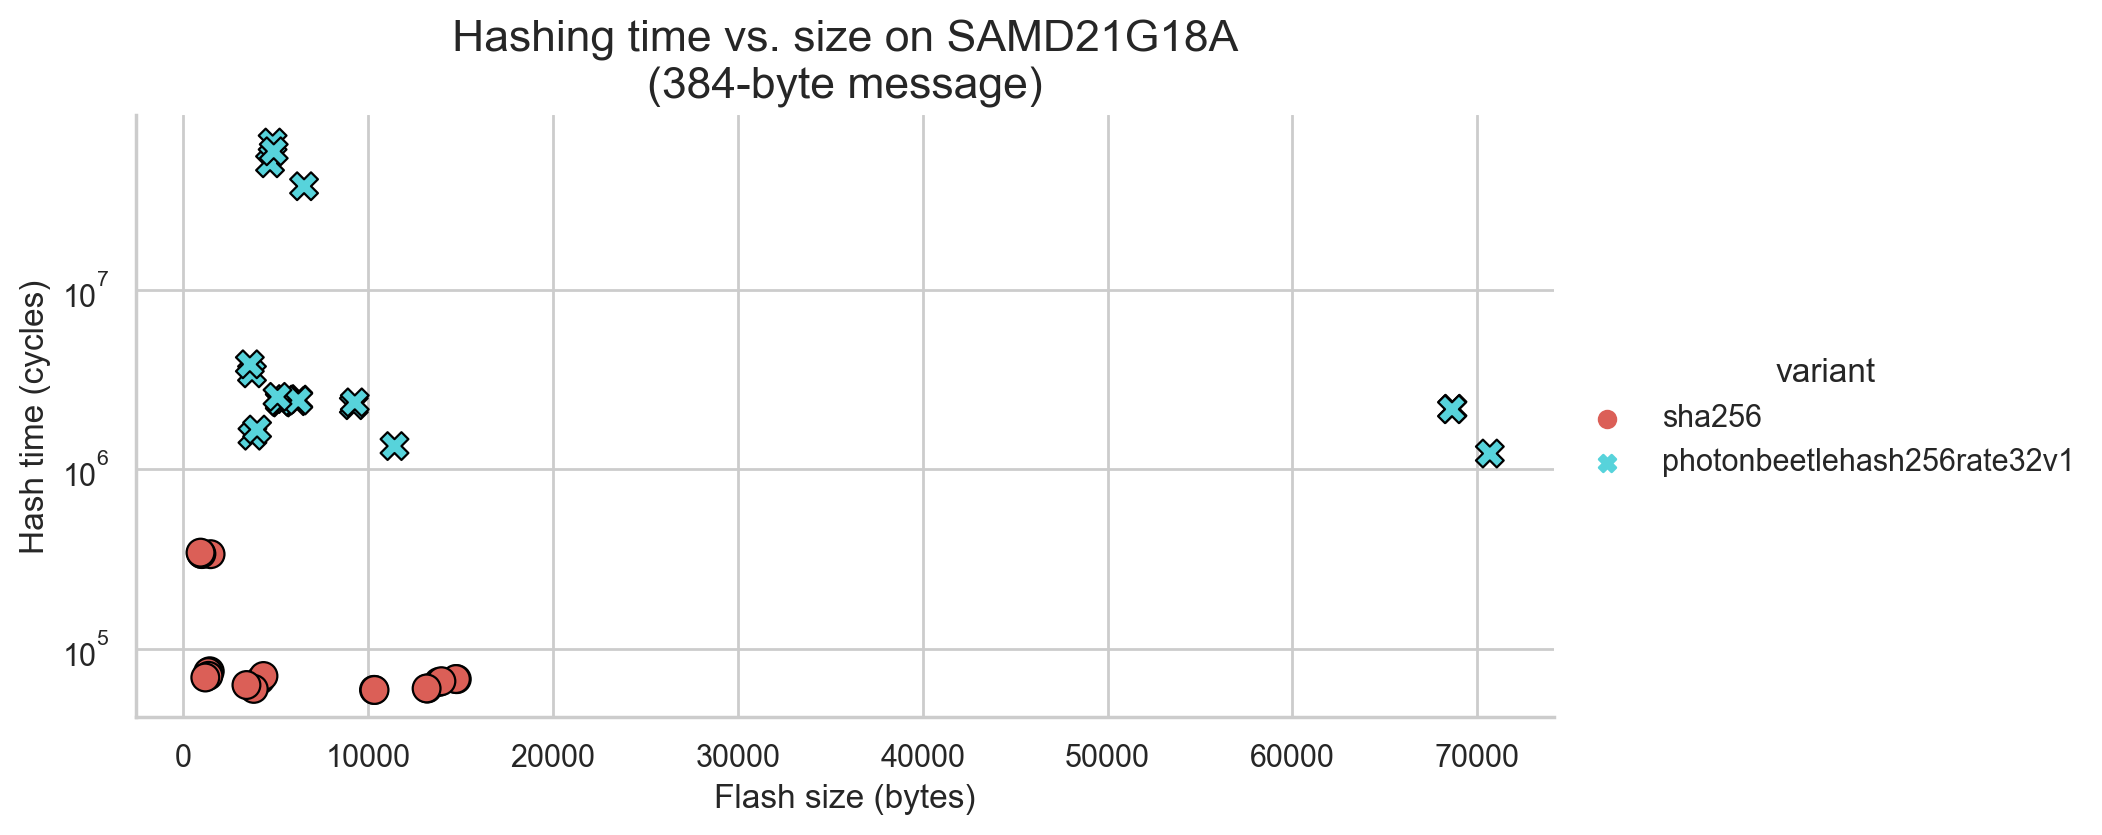 Hashing time vs. size on SAMD21G18A
(384-byte message)
Hash time (cycles)
10^7
10^6
10^5
0 10000 20000 30000 40000 50000 60000 70000
Flash size (bytes)
variant
sha256
photonbeetlehash256rate32v1